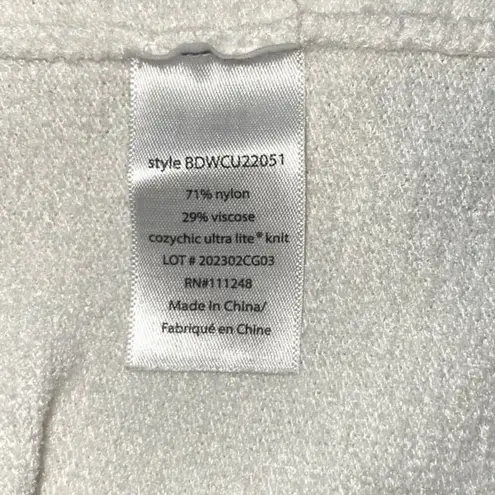 style BDWCU22051
71% nylon
29% viscose
cozychic ultra lite® knit
LOT # 202302CG03
RN#111248
Made in China/
Fabriqué en Chine